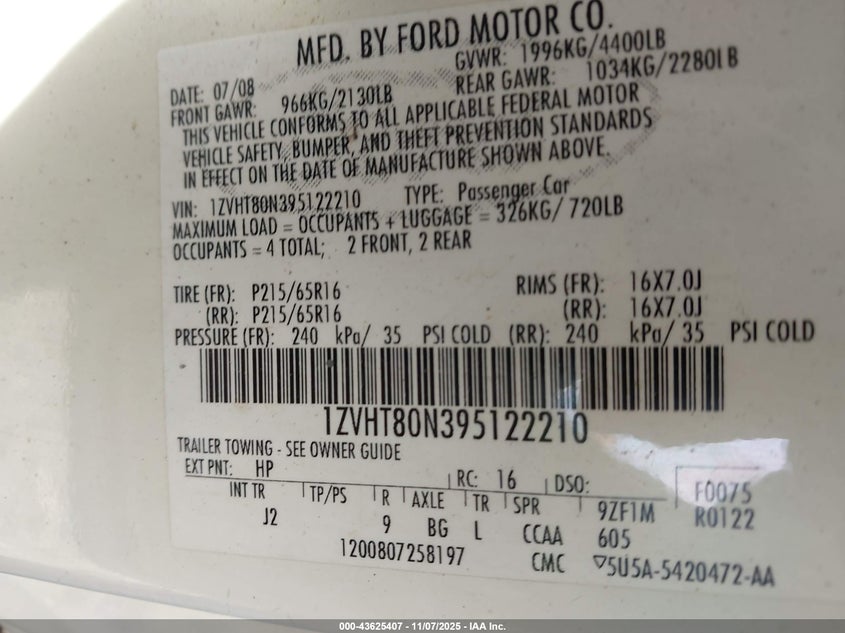 MFD. BY FORD MOTOR CO.
DATE: 07/08 GVWR: 1996KG/4400LB
FRONT GAWR: 966KG/2130LB REAR GAWR: 1034KG/2280LB
THIS VEHICLE CONFORMS TO ALL APPLICABLE FEDERAL MOTOR
VEHICLE SAFETY, BUMPER, AND THEFT PREVENTION STANDARDS
IN EFFECT ON THE DATE OF MANUFACTURE SHOWN ABOVE.
VIN: 1ZVHT80N395122210 TYPE: Passenger Car
MAXIMUM LOAD = OCCUPANTS + LUGGAGE = 326KG/ 720LB
OCCUPANTS = 4 TOTAL; 2 FRONT, 2 REAR
TIRE (FR): P215/65R16 RIMS (FR): 16X7.0J
(RR): P215/65R16 (RR): 16X7.0J
PRESSURE (FR): 240 kPa/ 35 PSI COLD (RR): 240 kPa/ 35 PSI COLD
1ZVHT80N395122210
TRAILER TOWING - SEE OWNER GUIDE
EXT PNT: HP RC: 16 DSO: F0075
INT TR TP/PS R AXLE TR SPR 9ZF1M R0122
J2 9 BG L CCAA 605
1200807258197 CMC ▽5U5A-5420472-AA
000-43625407 - 11/07/2025 - IAA Inc.